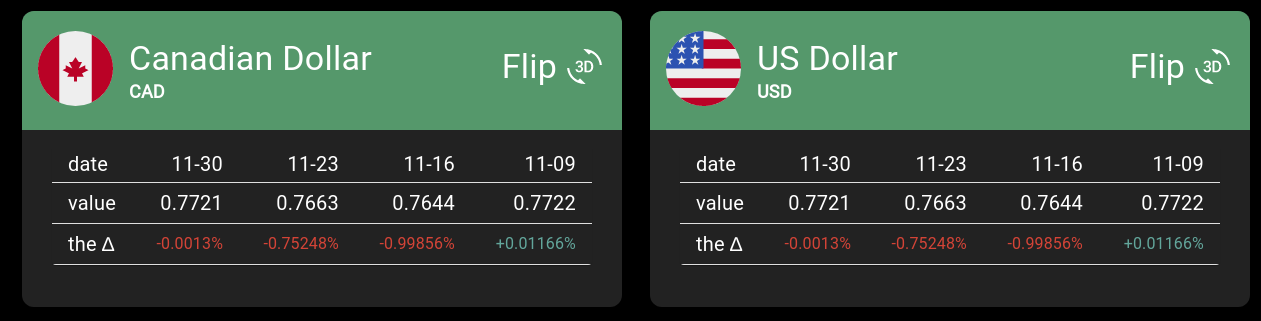 Canadian Dollar
CAD
Flip 3D
date 11-30 11-23 11-16 11-09
value 0.7721 0.7663 0.7644 0.7722
the Δ -0.0013% -0.75248% -0.99856% +0.01166%
US Dollar
USD
Flip 3D
date 11-30 11-23 11-16 11-09
value 0.7721 0.7663 0.7644 0.7722
the Δ -0.0013% -0.75248% -0.99856% +0.01166%